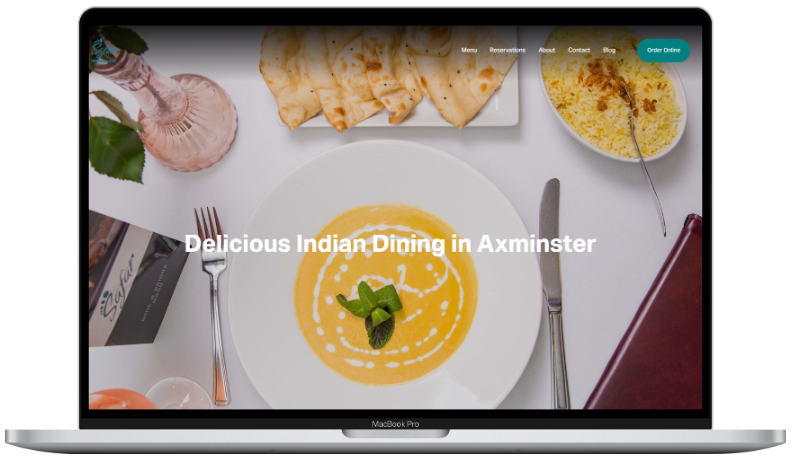 Menu Reservations About Contact Blog Order Online
Delicious Indian Dining in Axminster
Safar
MacBook Pro